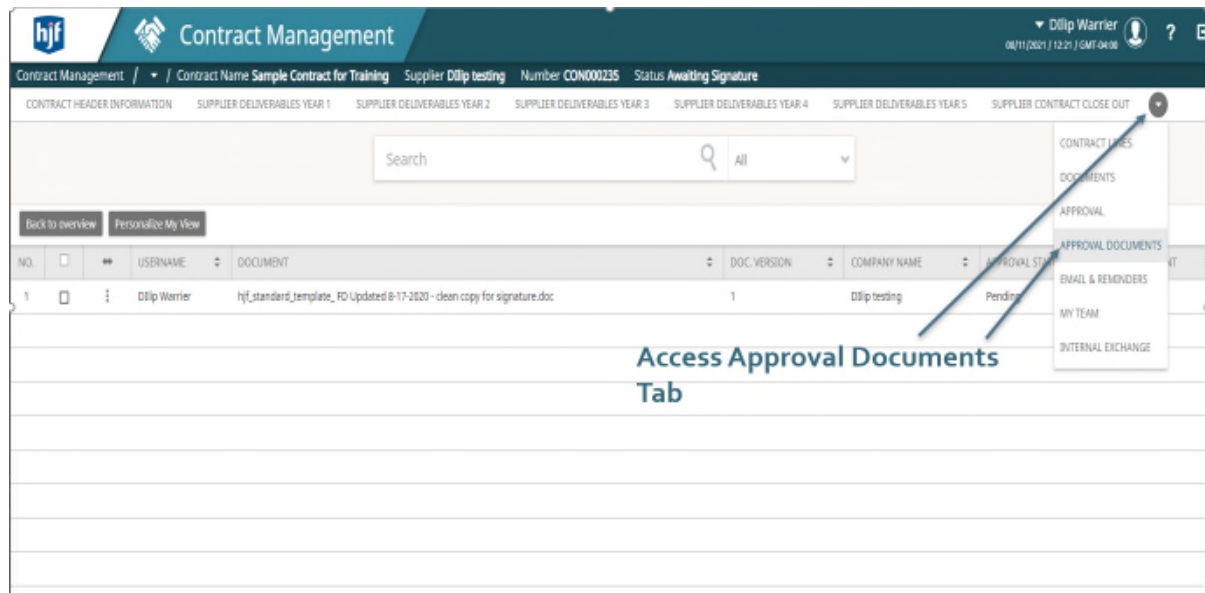 hjf
Contract Management
Dilip Warrier
08/11/2021 / 12:21 / GMT-04:00
?
Contract Management / / Contract Name Sample Contract for Training Supplier Dilip testing Number CON000235 Status Awaiting Signature
CONTRACT HEADER INFORMATION SUPPLIER DELIVERABLES YEAR 1 SUPPLIER DELIVERABLES YEAR 2 SUPPLIER DELIVERABLES YEAR 3 SUPPLIER DELIVERABLES YEAR 4 SUPPLIER DELIVERABLES YEAR 5 SUPPLIER CONTRACT CLOSE OUT
Search All
CONTRACT LINES
DOCUMENTS
APPROVAL
APPROVAL DOCUMENTS
EMAIL & REMINDERS
MY TEAM
INTERNAL EXCHANGE
Back to overview Personalize My View
NO. USERNAME DOCUMENT DOC. VERSION COMPANY NAME APPROVAL
1 Dilip Warrier hjf_standard_template_ FO Updated 8-17-2020 - clean copy for signature.doc 1 Dilip testing Pending
Access Approval Documents
Tab